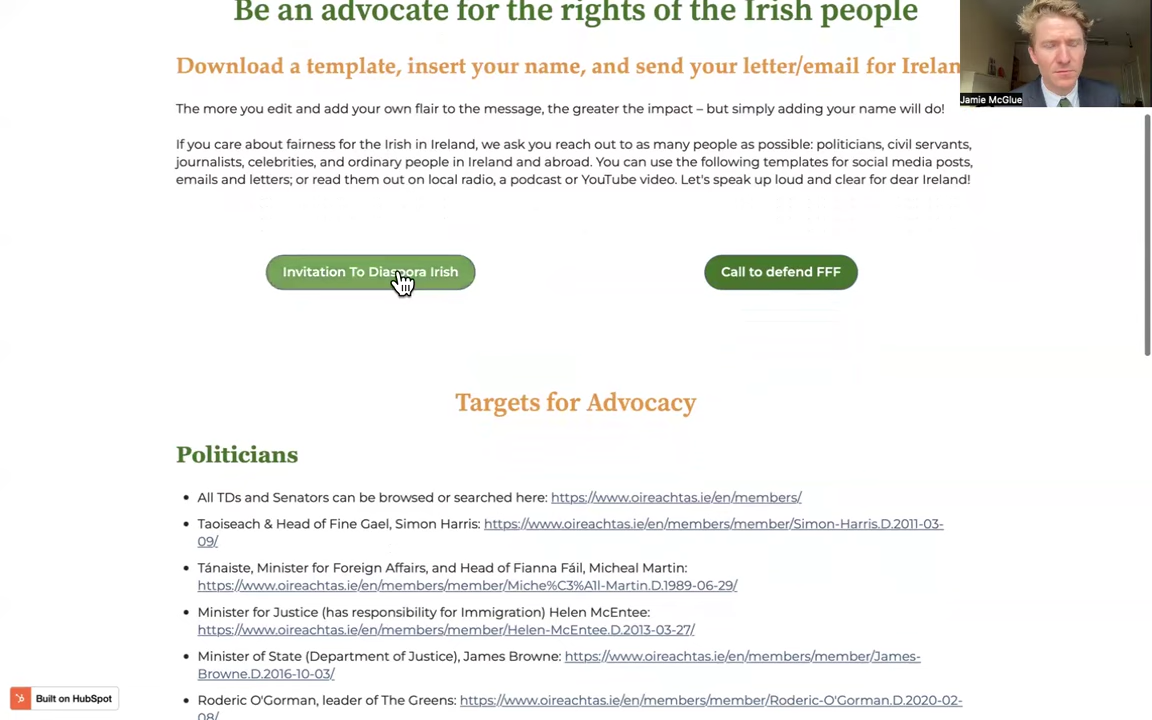 Be an advocate for the rights of the Irish people
Download a template, insert your name, and send your letter/email for Irelan
Jamie McGlue
The more you edit and add your own flair to the message, the greater the impact – but simply adding your name will do!
If you care about fairness for the Irish in Ireland, we ask you reach out to as many people as possible: politicians, civil servants,
journalists, celebrities, and ordinary people in Ireland and abroad. You can use the following templates for social media posts,
emails and letters; or read them out on local radio, a podcast or YouTube video. Let's speak up loud and clear for dear Ireland!
Invitation To Diaspora Irish
Call to defend FFF
Targets for Advocacy
Politicians
• All TDs and Senators can be browsed or searched here: https://www.oireachtas.ie/en/members/
• Taoiseach & Head of Fine Gael, Simon Harris: https://www.oireachtas.ie/en/members/member/Simon-Harris.D.2011-03-
09/
• Tánaiste, Minister for Foreign Affairs, and Head of Fianna Fáil, Micheal Martin:
https://www.oireachtas.ie/en/members/member/Miche%C3%A1l-Martin.D.1989-06-29/
• Minister for Justice (has responsibility for Immigration) Helen McEntee:
https://www.oireachtas.ie/en/members/member/Helen-McEntee.D.2013-03-27/
• Minister of State (Department of Justice), James Browne: https://www.oireachtas.ie/en/members/member/James-
Browne.D.2016-10-03/
• Roderic O'Gorman, leader of The Greens: https://www.oireachtas.ie/en/members/member/Roderic-O'Gorman.D.2020-02-
08/
Built on HubSpot